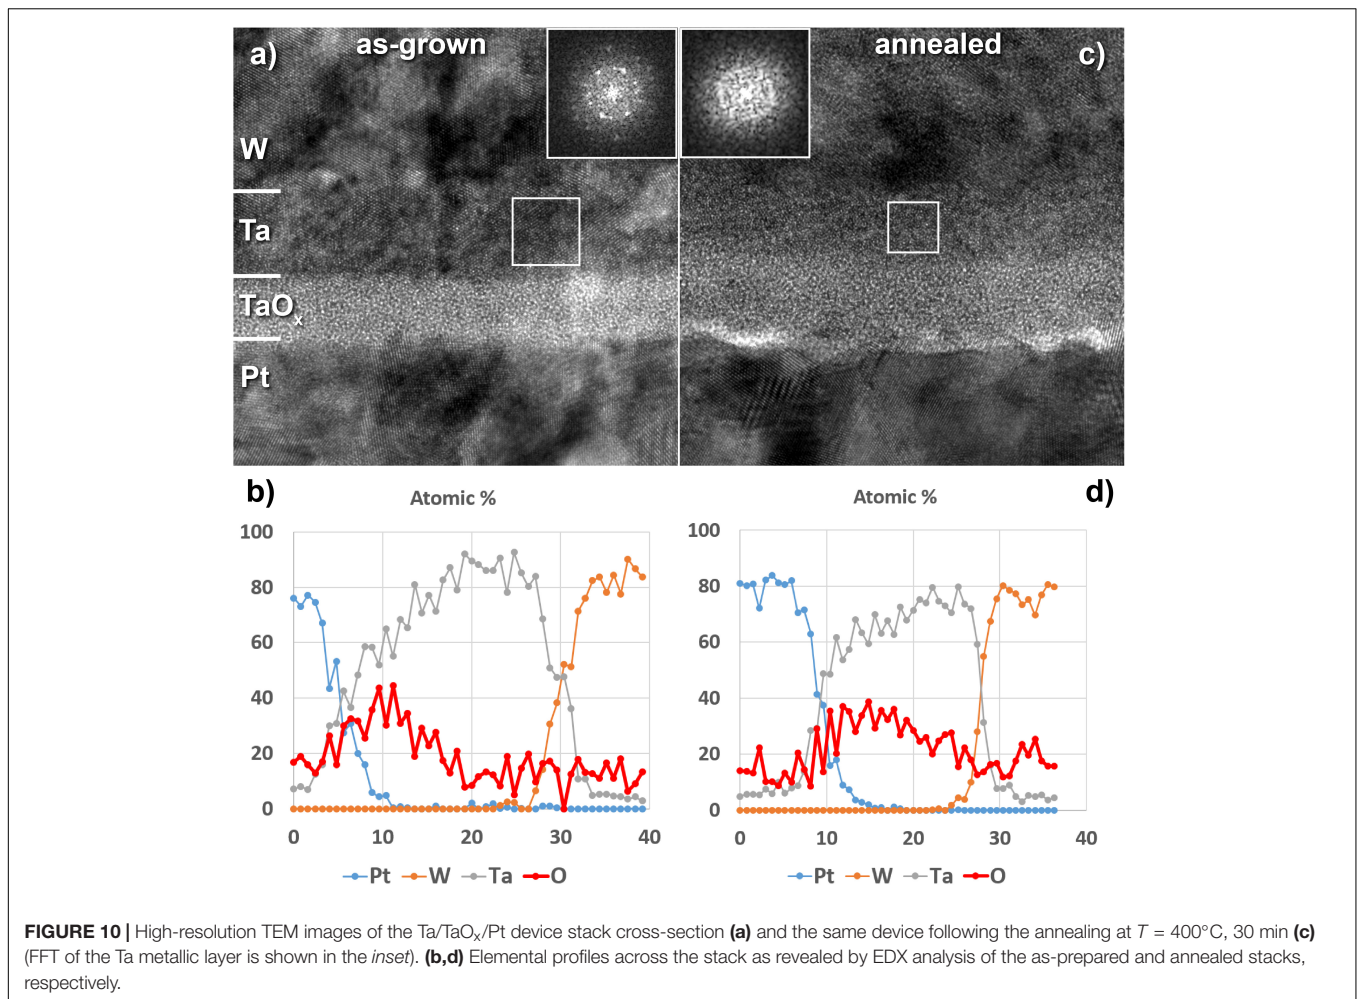 a)
as-grown
annealed
c)
W
Ta
TaOx
Pt
b)
Atomic %
Atomic %
d)
100
80
60
40
20
0
0
10
20
30
40
Pt
W
Ta
O
100
80
60
40
20
0
0
10
20
30
40
Pt
W
Ta
O
FIGURE 10 | High-resolution TEM images of the Ta/TaOx/Pt device stack cross-section (a) and the same device following the annealing at T = 400°C, 30 min (c)
(FFT of the Ta metallic layer is shown in the inset). (b,d) Elemental profiles across the stack as revealed by EDX analysis of the as-prepared and annealed stacks,
respectively.